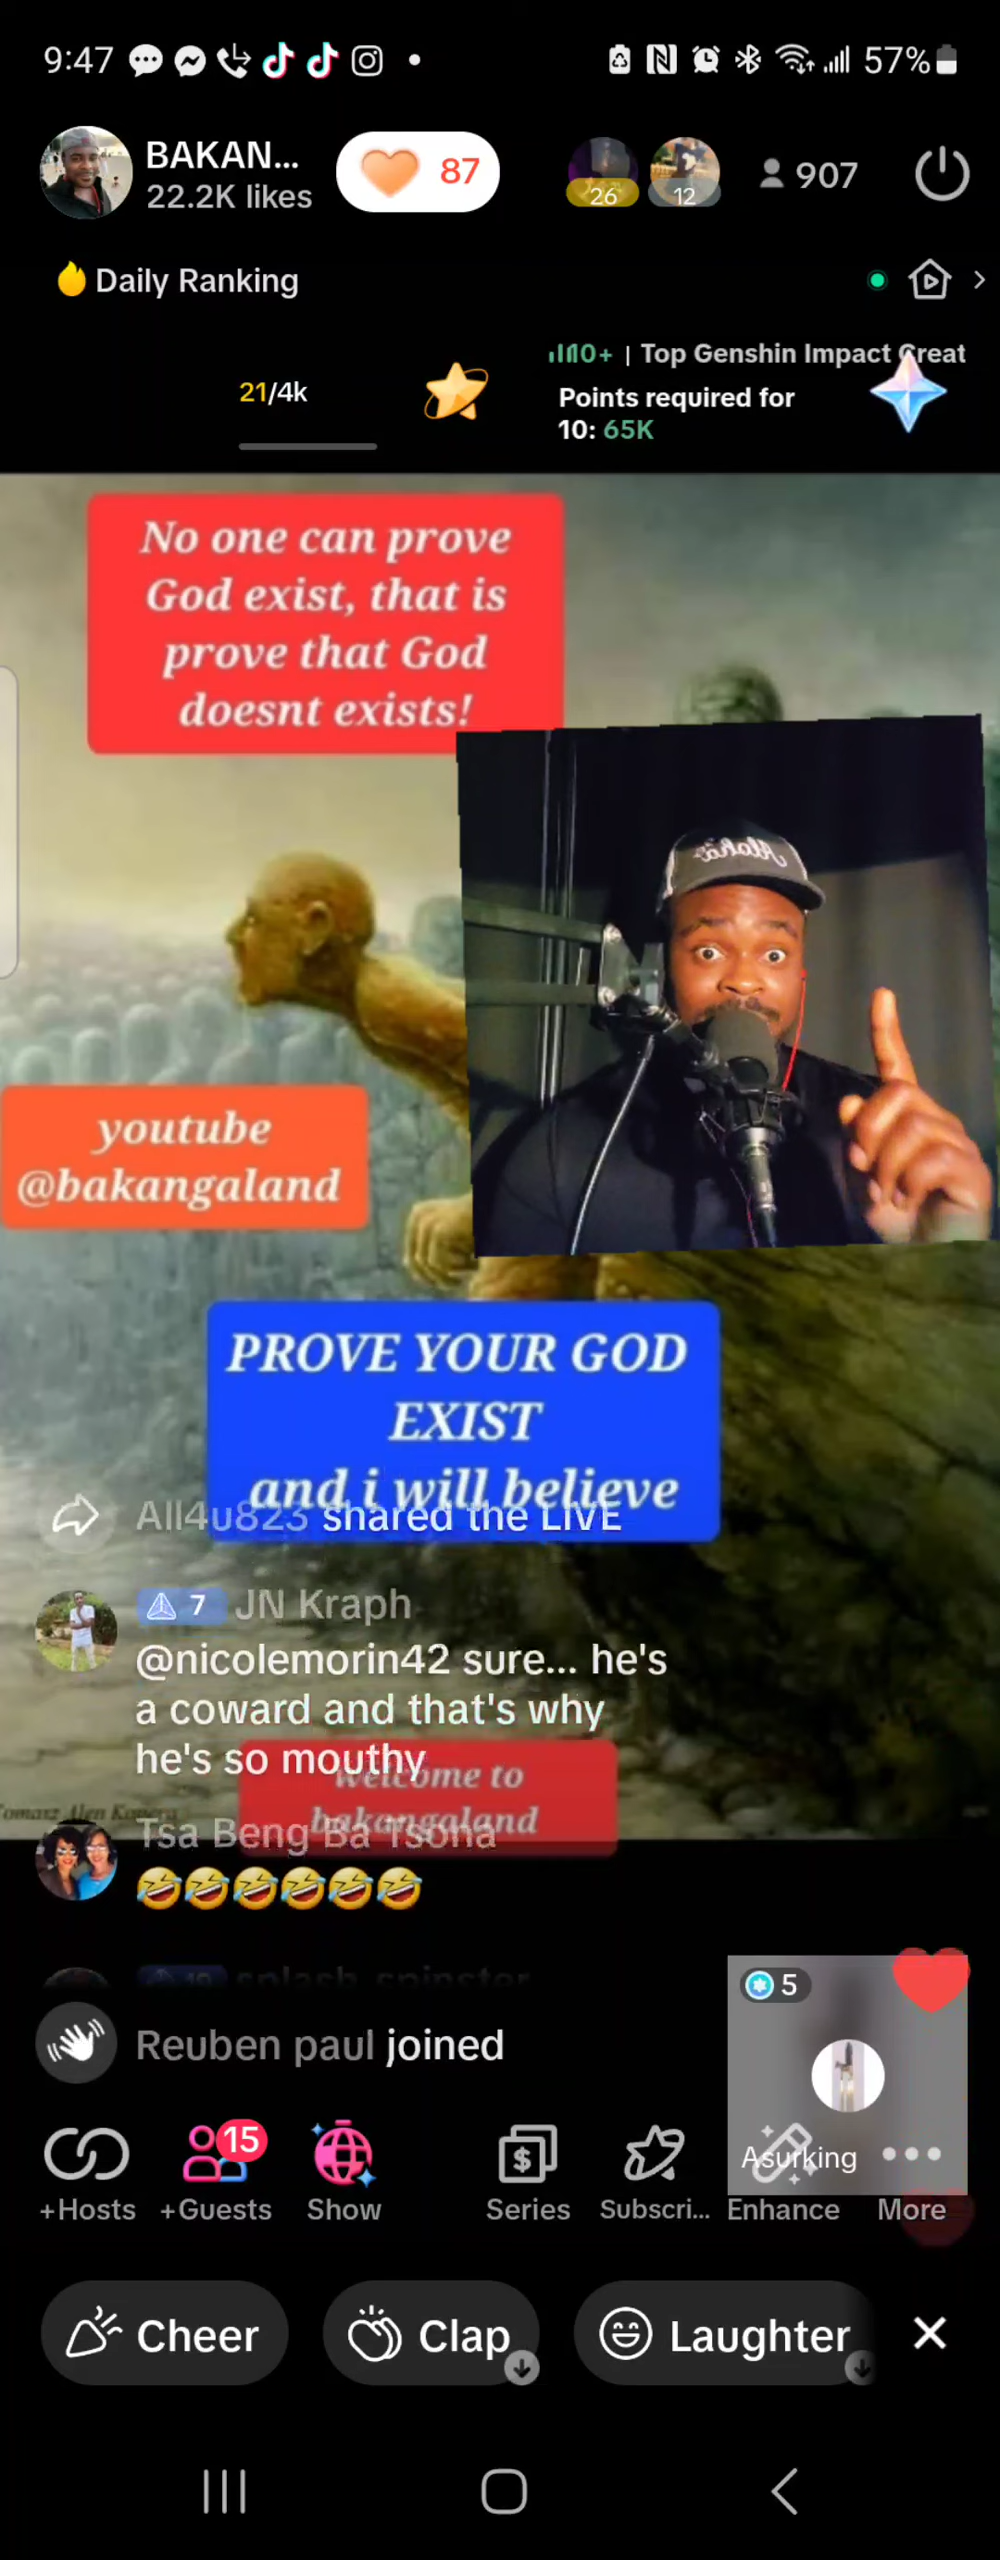 9:47
57%
BAKAN...
22.2K likes
87
26
12
907
Daily Ranking
21/4k
10+ | Top Genshin Impact Creat
Points required for
10: 65K
No one can prove
God exist, that is
prove that God
doesnt exists!
Aloha
youtube
@bakangaland
PROVE YOUR GOD
EXIST
and i will believe
All4u823 shared the LIVE
7 JN Kraph
@nicolemorin42 sure... he's
a coward and that's why
he's so mouthy
welcome to
bakangaland
Tsa Beng Ba Tsona
🤣🤣🤣🤣🤣🤣
splash spinster
Reuben paul joined
5
Asurking
15
+Hosts
+Guests
Show
Series
Subscri...
Enhance
More
Cheer
Clap
Laughter